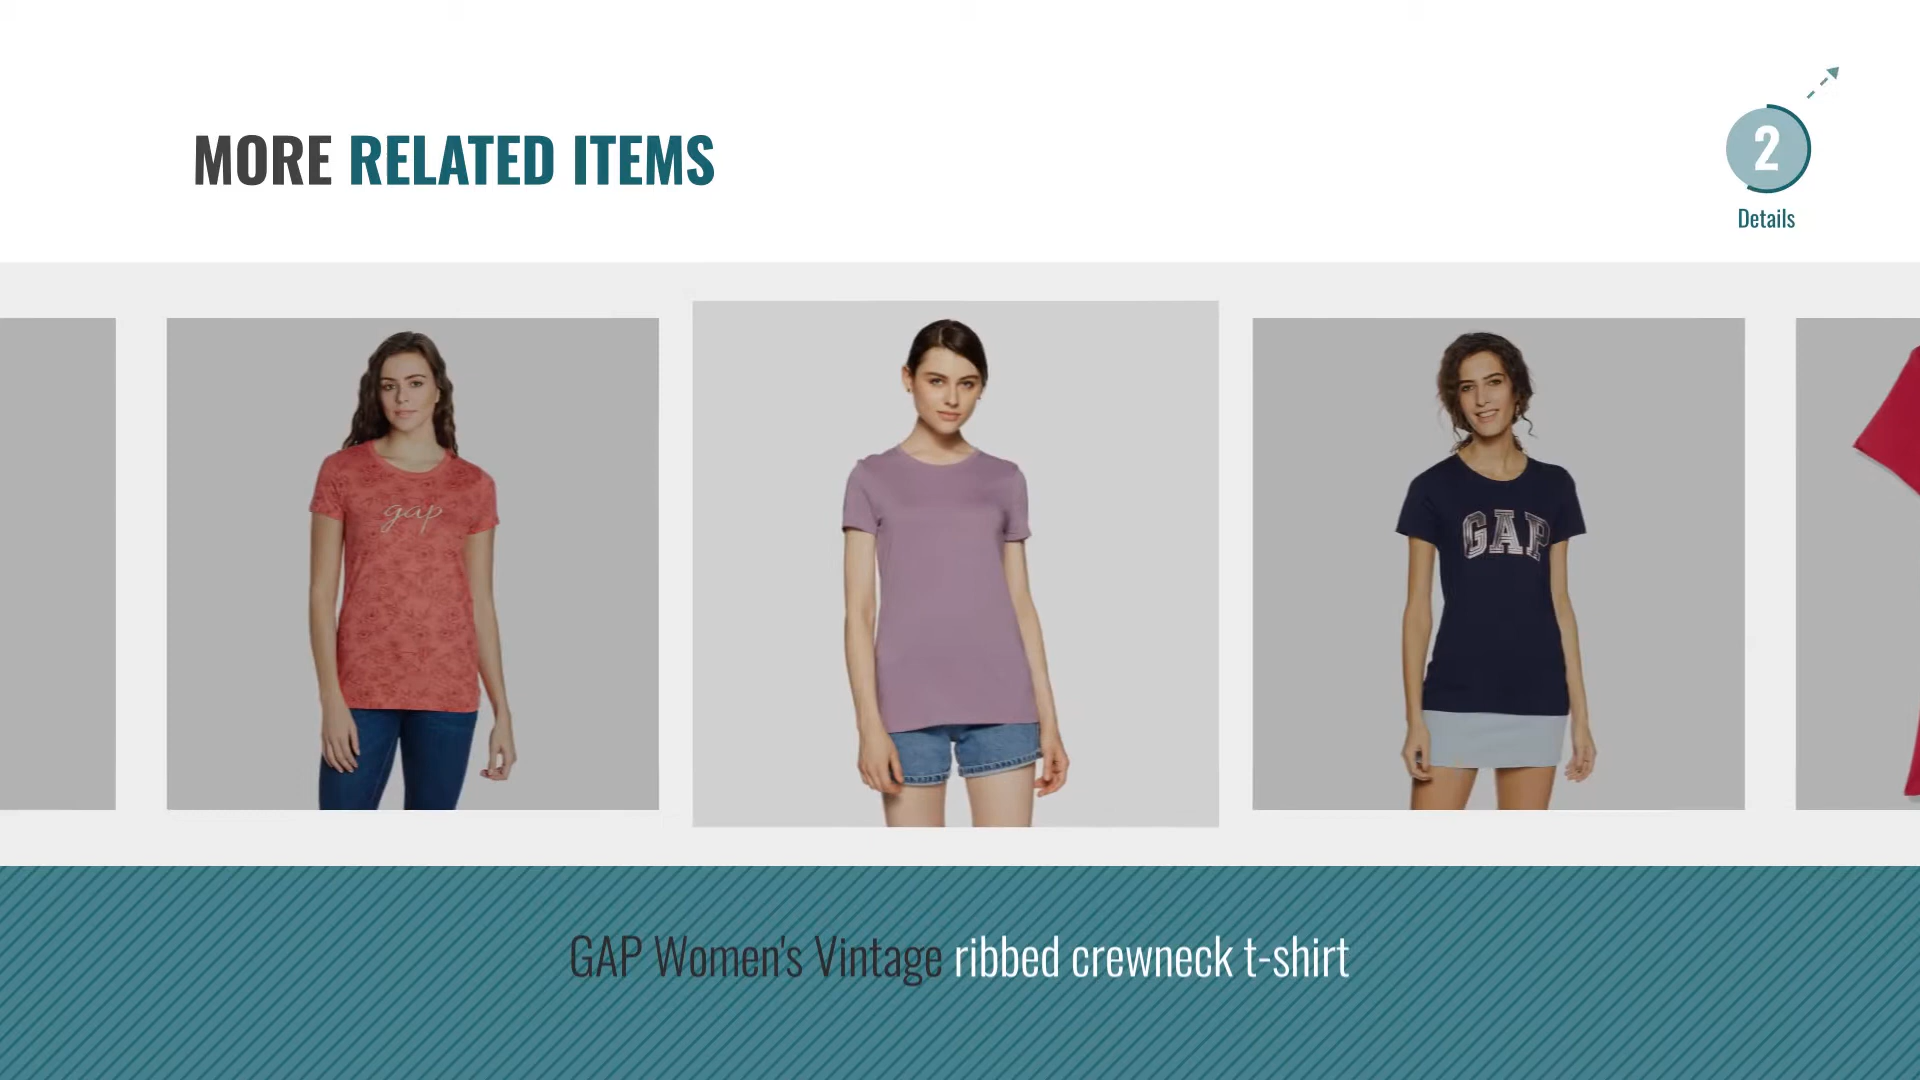 MORE RELATED ITEMS
2
Details
gap
GAP
GAP Women's Vintage ribbed crewneck t-shirt